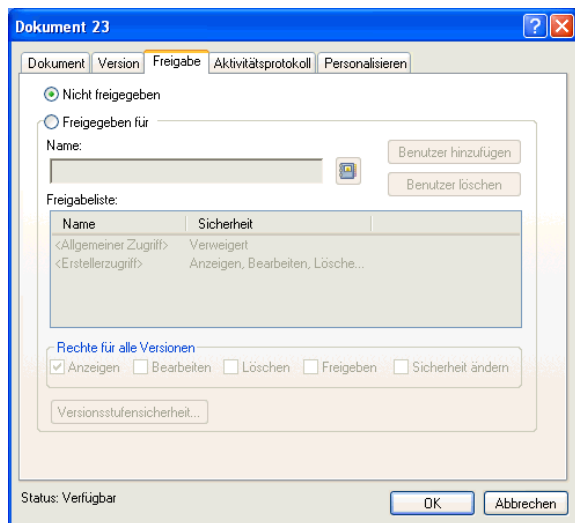 Dokument 23
Dokument Version Freigabe Aktivitätsprotokoll Personalisieren
Nicht freigegeben
Freigegeben für
Name:
Benutzer hinzufügen
Benutzer löschen
Freigabeliste:
Name Sicherheit
<Allgemeiner Zugriff> Verweigert
<Erstellerzugriff> Anzeigen, Bearbeiten, Lösche...
Rechte für alle Versionen
Anzeigen Bearbeiten Löschen Freigeben Sicherheit ändern
Versionsstufensicherheit...
Status: Verfügbar
OK Abbrechen